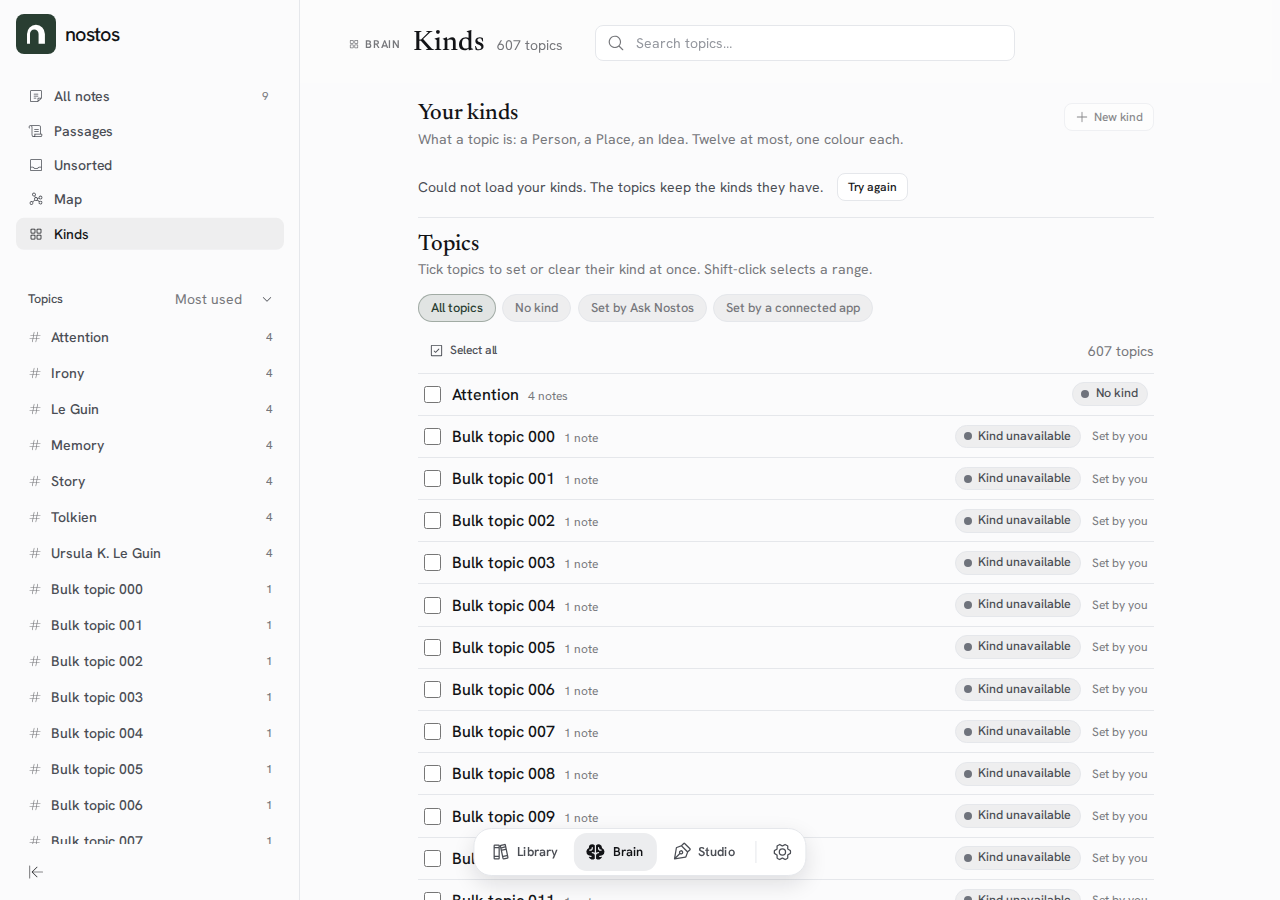 nostos
BRAIN Kinds 607 topics
Search topics...
All notes 9
Passages
Unsorted
Map
Kinds
Topics Most used
# Attention 4
# Irony 4
# Le Guin 4
# Memory 4
# Story 4
# Tolkien 4
# Ursula K. Le Guin 4
# Bulk topic 000 1
# Bulk topic 001 1
# Bulk topic 002 1
# Bulk topic 003 1
# Bulk topic 004 1
# Bulk topic 005 1
# Bulk topic 006 1
# Bulk topic 007 1
Your kinds
New kind
What a topic is: a Person, a Place, an Idea. Twelve at most, one colour each.
Could not load your kinds. The topics keep the kinds they have. Try again
Topics
Tick topics to set or clear their kind at once. Shift-click selects a range.
All topics No kind Set by Ask Nostos Set by a connected app
Select all 607 topics
Attention 4 notes No kind
Bulk topic 000 1 note Kind unavailable Set by you
Bulk topic 001 1 note Kind unavailable Set by you
Bulk topic 002 1 note Kind unavailable Set by you
Bulk topic 003 1 note Kind unavailable Set by you
Bulk topic 004 1 note Kind unavailable Set by you
Bulk topic 005 1 note Kind unavailable Set by you
Bulk topic 006 1 note Kind unavailable Set by you
Bulk topic 007 1 note Kind unavailable Set by you
Bulk topic 008 1 note Kind unavailable Set by you
Bulk topic 009 1 note Kind unavailable Set by you
Kind unavailable Set by you
Bulk topic 011 Kind unavailable Set by you
Library Brain Studio